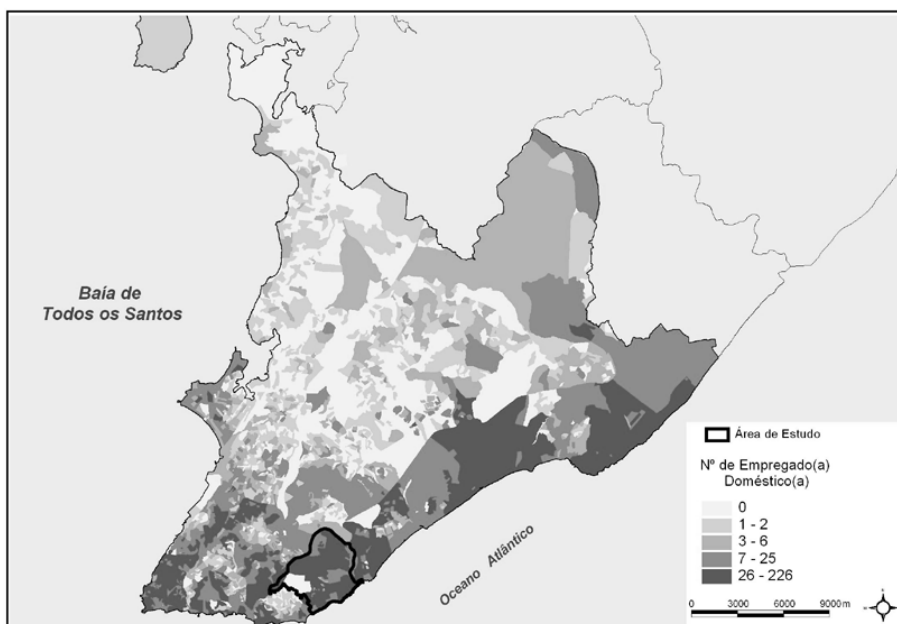 Baía de
Todos os Santos
Oceano Atlântico
Área de Estudo
Nº de Empregado(a)
Doméstico(a)
0
1 - 2
3 - 6
7 - 25
26 - 226
0 3000 6000 9000 m